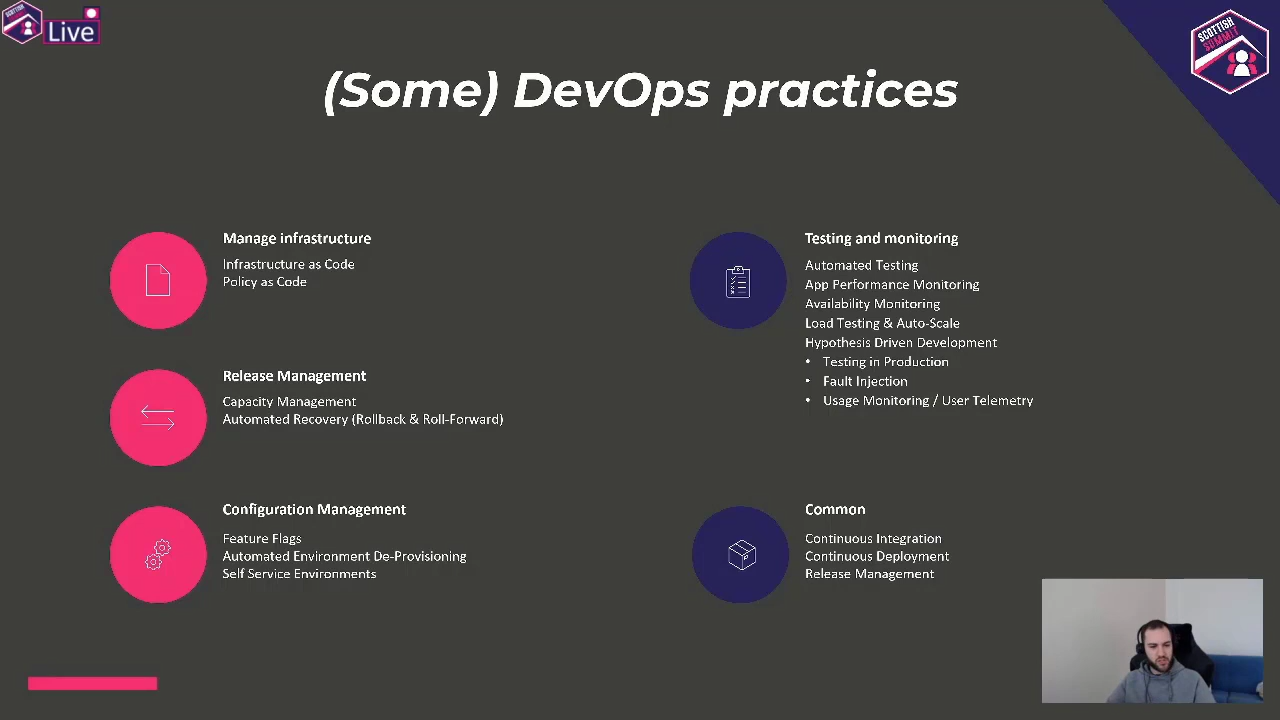 SCOTTISH
Live
SCOTTISH
SUMMIT
(Some) DevOps practices
Manage infrastructure
Infrastructure as Code
Policy as Code
Release Management
Capacity Management
Automated Recovery (Rollback & Roll-Forward)
Configuration Management
Feature Flags
Automated Environment De-Provisioning
Self Service Environments
Testing and monitoring
Automated Testing
App Performance Monitoring
Availability Monitoring
Load Testing & Auto-Scale
Hypothesis Driven Development
• Testing in Production
• Fault Injection
• Usage Monitoring / User Telemetry
Common
Continuous Integration
Continuous Deployment
Release Management